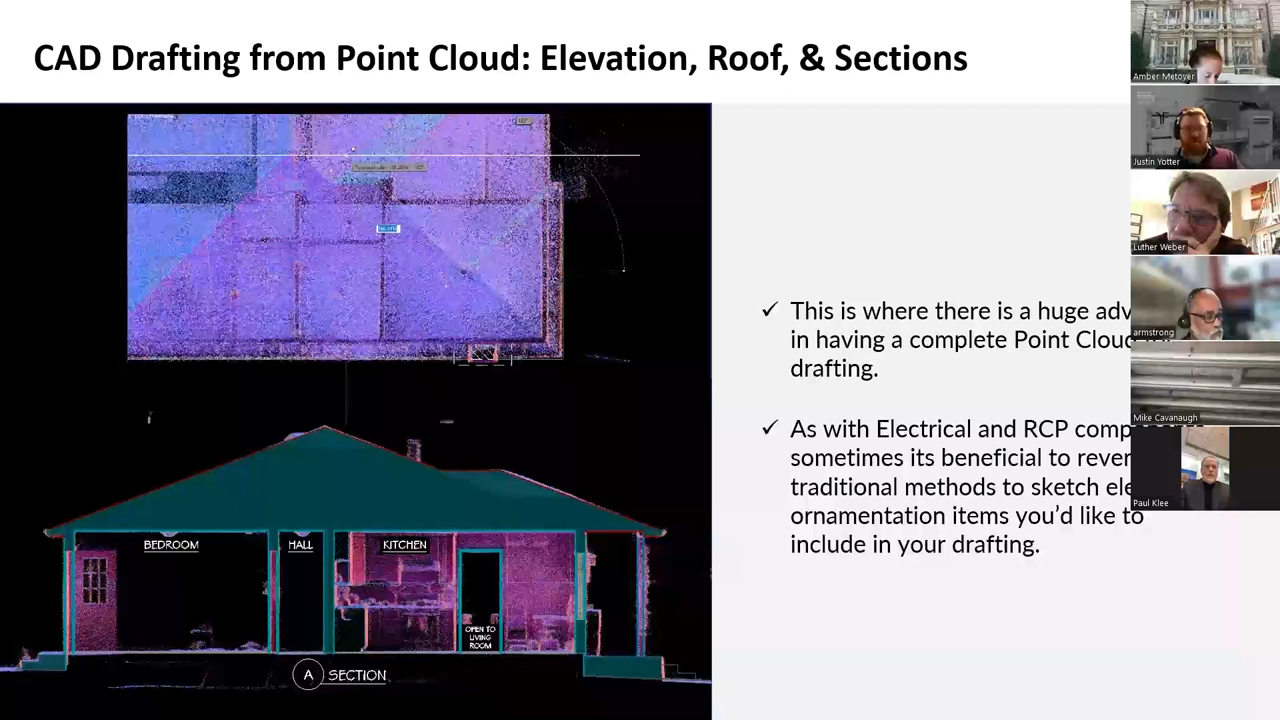 CAD Drafting from Point Cloud: Elevation, Roof, & Sections
BEDROOM
HALL
KITCHEN
OPEN TO
LIVING
ROOM
A SECTION
✓ This is where there is a huge adv
in having a complete Point Cloud
drafting.
✓ As with Electrical and RCP comp
sometimes its beneficial to rever
traditional methods to sketch ele
ornamentation items you’d like to
include in your drafting.
Amber Metoyer
Justin Yotter
Luther Weber
armstrong
Mike Cavanaugh
Paul Klee